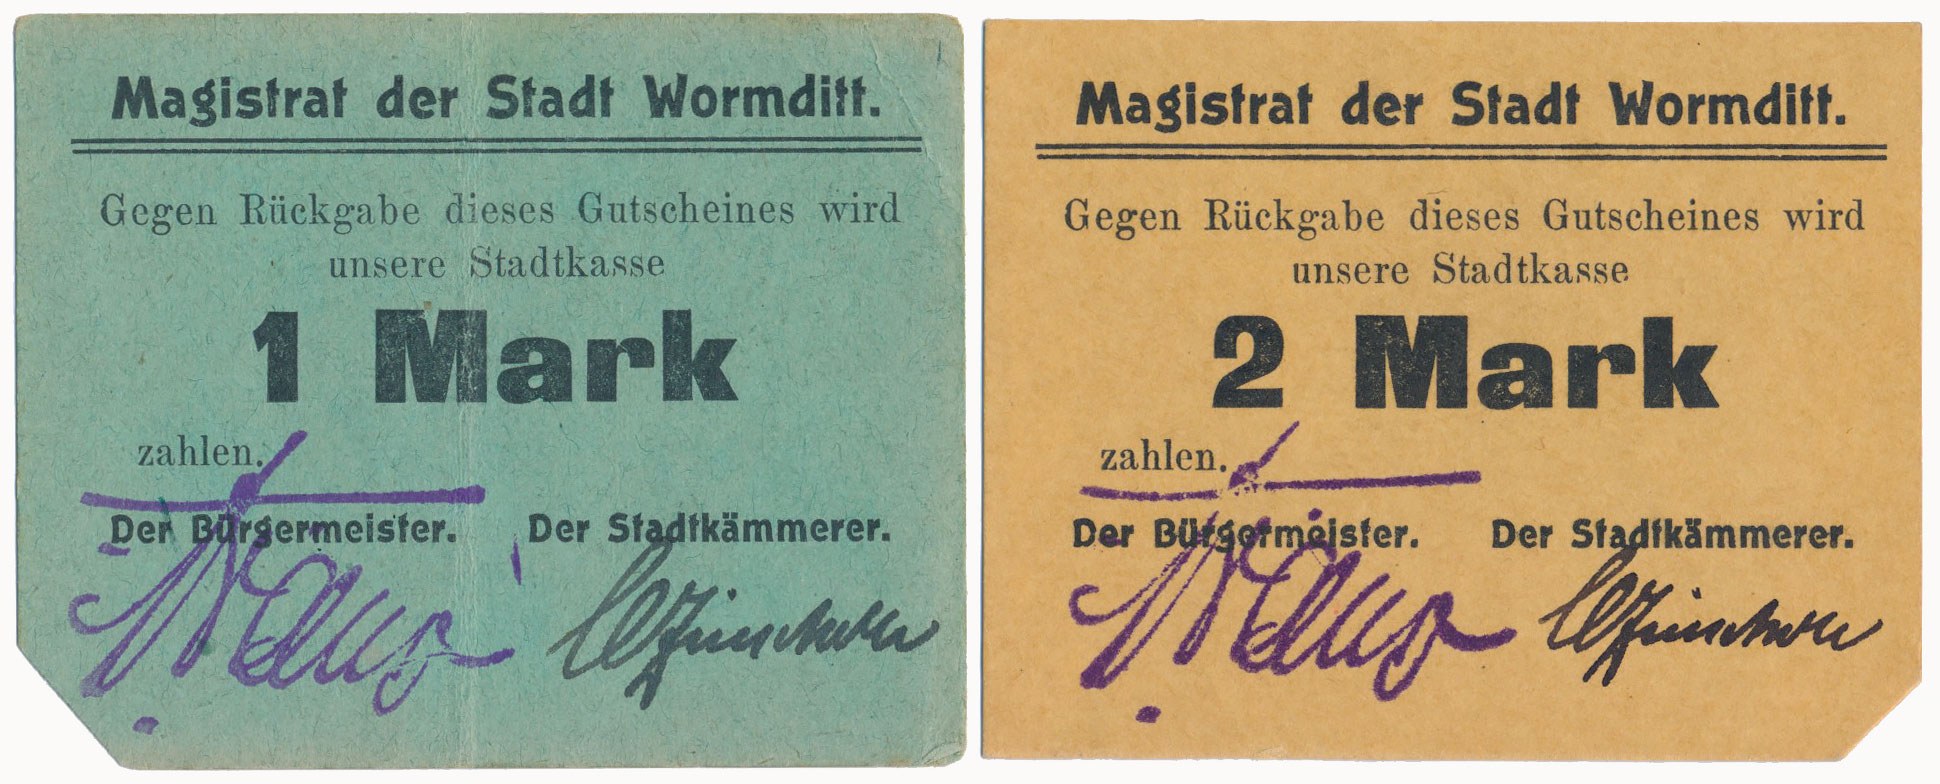 Magistrat der Stadt Wormditt.
Gegen Rückgabe dieses Gutscheines wird
unsere Stadtkasse
1 Mark
zahlen.
Der Bürgermeister. Der Stadtkämmerer.
Magistrat der Stadt Wormditt.
Gegen Rückgabe dieses Gutscheines wird
unsere Stadtkasse
2 Mark
zahlen.
Der Bürgermeister. Der Stadtkämmerer.